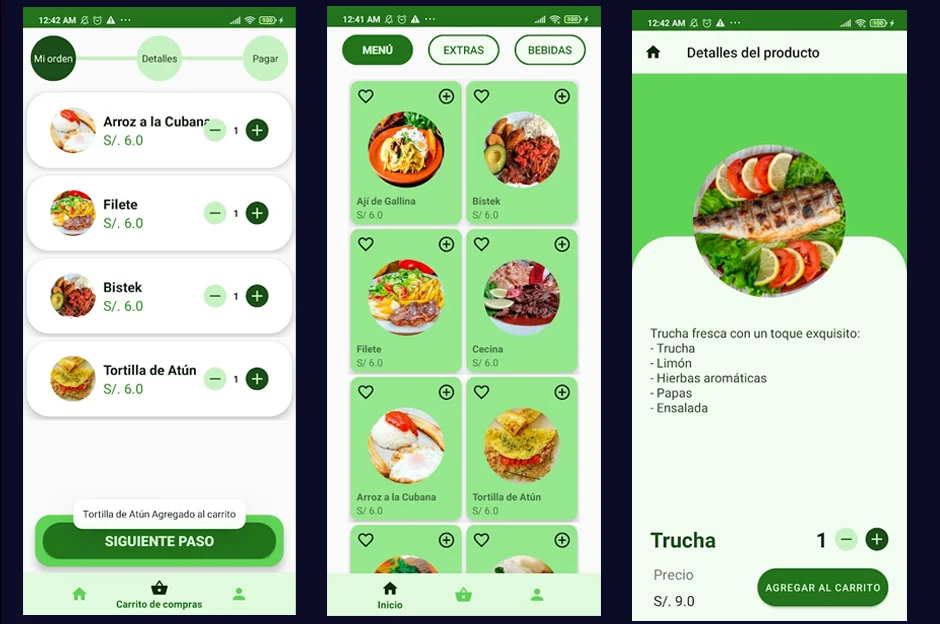 12:42 AM
100
Mi orden
Detalles
Pagar
Arroz a la Cubana
S/. 6.0
1
Filete
S/. 6.0
1
Bistek
S/. 6.0
1
Tortilla de Atún
S/. 6.0
1
Tortilla de Atún Agregado al carrito
SIGUIENTE PASO
Carrito de compras
12:41 AM
100
MENÚ
EXTRAS
BEBIDAS
Ají de Gallina
S/ 6.0
Bistek
S/ 6.0
Filete
S/ 6.0
Cecina
S/ 6.0
Arroz a la Cubana
S/ 6.0
Tortilla de Atún
S/ 6.0
Inicio
12:42 AM
100
Detalles del producto
Trucha fresca con un toque exquisito:
- Trucha
- Limón
- Hierbas aromáticas
- Papas
- Ensalada
Trucha
1
Precio
S/. 9.0
AGREGAR AL CARRITO